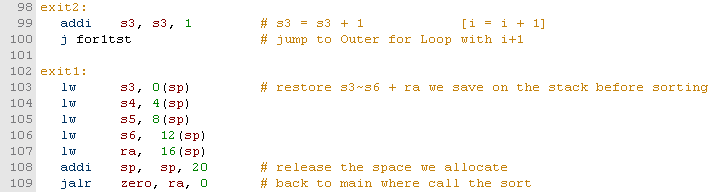 98 exit2:
99 addi s3, s3, 1 # s3 = s3 + 1 [i = i + 1]
100 j for1tst # jump to Outer for Loop with i+1
101
102 exit1:
103 lw s3, 0(sp) # restore s3~s6 + ra we save on the stack before sorting
104 lw s4, 4(sp)
105 lw s5, 8(sp)
106 lw s6, 12(sp)
107 lw ra, 16(sp)
108 addi sp, sp, 20 # release the space we allocate
109 jalr zero, ra, 0 # back to main where call the sort